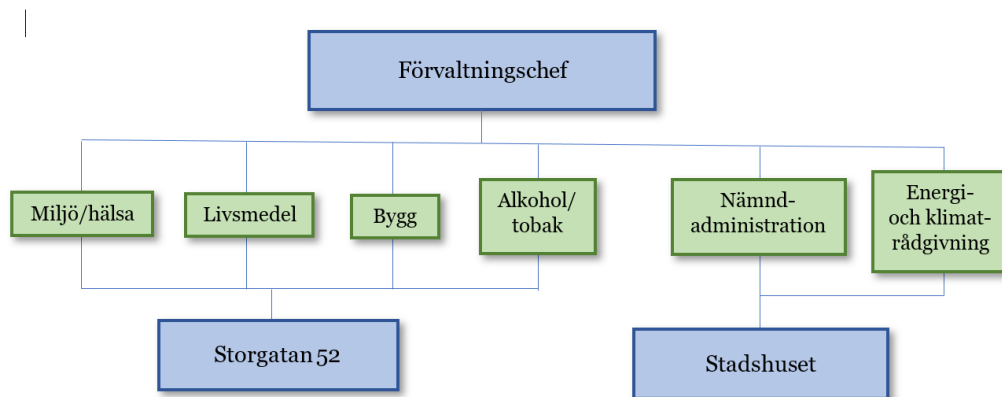 Förvaltningschef
Miljö/hälsa
Livsmedel
Bygg
Alkohol/
tobak
Nämnd-
administration
Energi-
och klimat-
rådgivning
Storgatan 52
Stadshuset